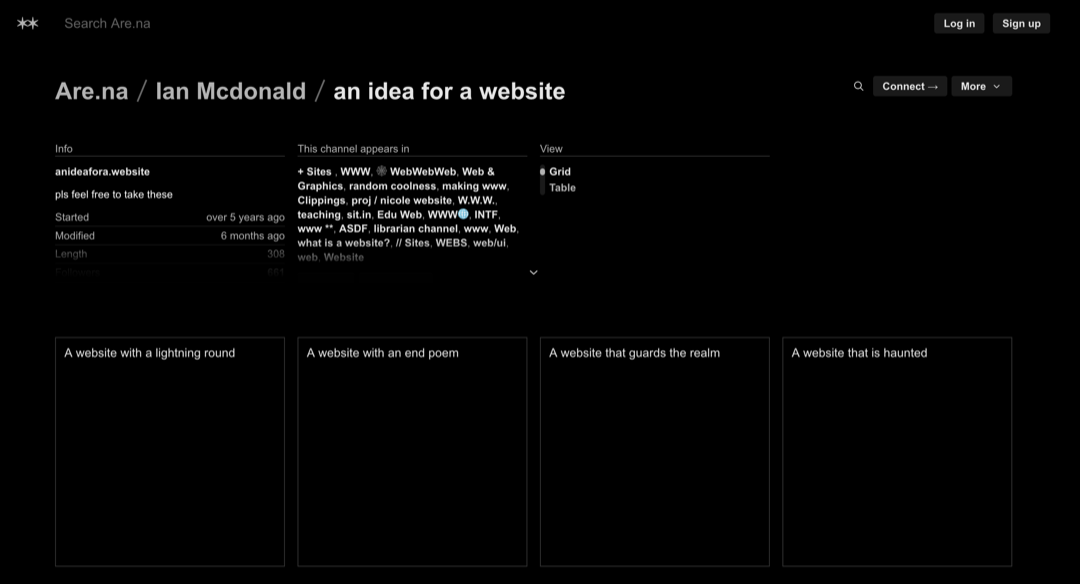 Search Are.na
Log in
Sign up
Are.na / Ian Mcdonald / an idea for a website
Connect →
More
Info
anideafora.website
pls feel free to take these
Started over 5 years ago
Modified 6 months ago
Length 308
Followers
This channel appears in
+ Sites , WWW, 🕸 WebWebWeb, Web &
Graphics, random coolness, making www,
Clippings, proj / nicole website, W.W.W.,
teaching, sit.in, Edu Web, WWW🌐, INTF,
www **, ASDF, librarian channel, www, Web,
what is a website?, // Sites, WEBS, web/ui,
web, Website
View
Grid
Table
A website with a lightning round
A website with an end poem
A website that guards the realm
A website that is haunted